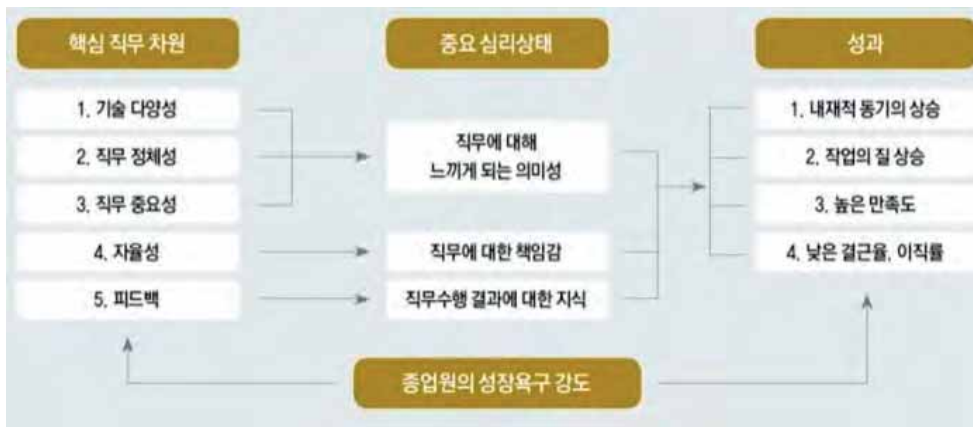 핵심 직무 차원
중요 심리상태
성과
1. 기술 다양성
2. 직무 정체성
3. 직무 중요성
4. 자율성
5. 피드백
직무에 대해
느끼게 되는 의미성
직무에 대한 책임감
직무수행 결과에 대한 지식
1. 내재적 동기의 상승
2. 작업의 질 상승
3. 높은 만족도
4. 낮은 결근율, 이직률
종업원의 성장욕구 강도